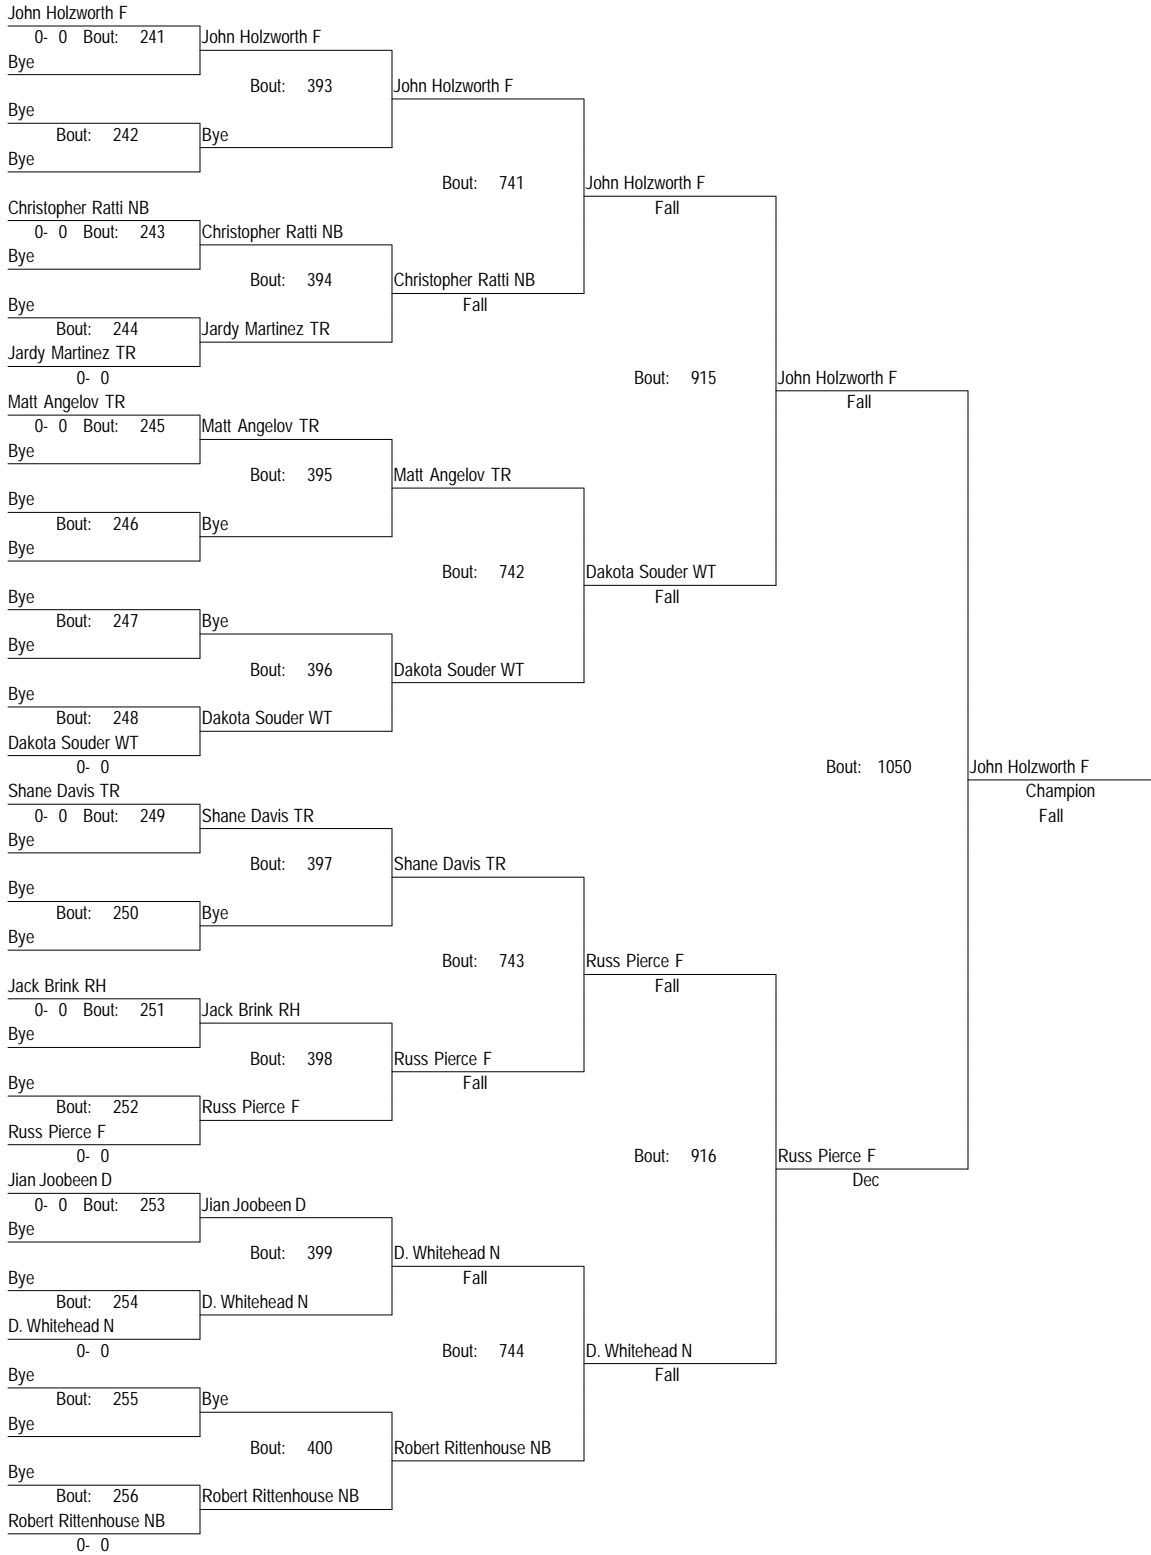 John Holzworth F
0- 0 Bout: 241 John Holzworth F
Bye
Bout: 393 John Holzworth F
Bye
Bout: 242 Bye
Bye
Bout: 741 John Holzworth F
Fall
Christopher Ratti NB
0- 0 Bout: 243 Christopher Ratti NB
Bye
Bout: 394 Christopher Ratti NB
Fall
Bye
Bout: 244 Jardy Martinez TR
Jardy Martinez TR
0- 0
Bout: 915 John Holzworth F
Fall
Matt Angelov TR
0- 0 Bout: 245 Matt Angelov TR
Bye
Bout: 395 Matt Angelov TR
Bye
Bout: 246 Bye
Bye
Bout: 742 Dakota Souder WT
Fall
Bye
Bout: 247 Bye
Bye
Bout: 396 Dakota Souder WT
Bye
Bout: 248 Dakota Souder WT
Dakota Souder WT
0- 0
Bout: 1050 John Holzworth F
Champion
Fall
Shane Davis TR
0- 0 Bout: 249 Shane Davis TR
Bye
Bout: 397 Shane Davis TR
Bye
Bout: 250 Bye
Bye
Bout: 743 Russ Pierce F
Fall
Jack Brink RH
0- 0 Bout: 251 Jack Brink RH
Bye
Bout: 398 Russ Pierce F
Fall
Bye
Bout: 252 Russ Pierce F
Russ Pierce F
0- 0
Bout: 916 Russ Pierce F
Dec
Jian Joobeen D
0- 0 Bout: 253 Jian Joobeen D
Bye
Bout: 399 D. Whitehead N
Fall
Bye
Bout: 254 D. Whitehead N
D. Whitehead N
0- 0
Bout: 744 D. Whitehead N
Fall
Bye
Bout: 255 Bye
Bye
Bout: 400 Robert Rittenhouse NB
Bye
Bout: 256 Robert Rittenhouse NB
Robert Rittenhouse NB
0- 0